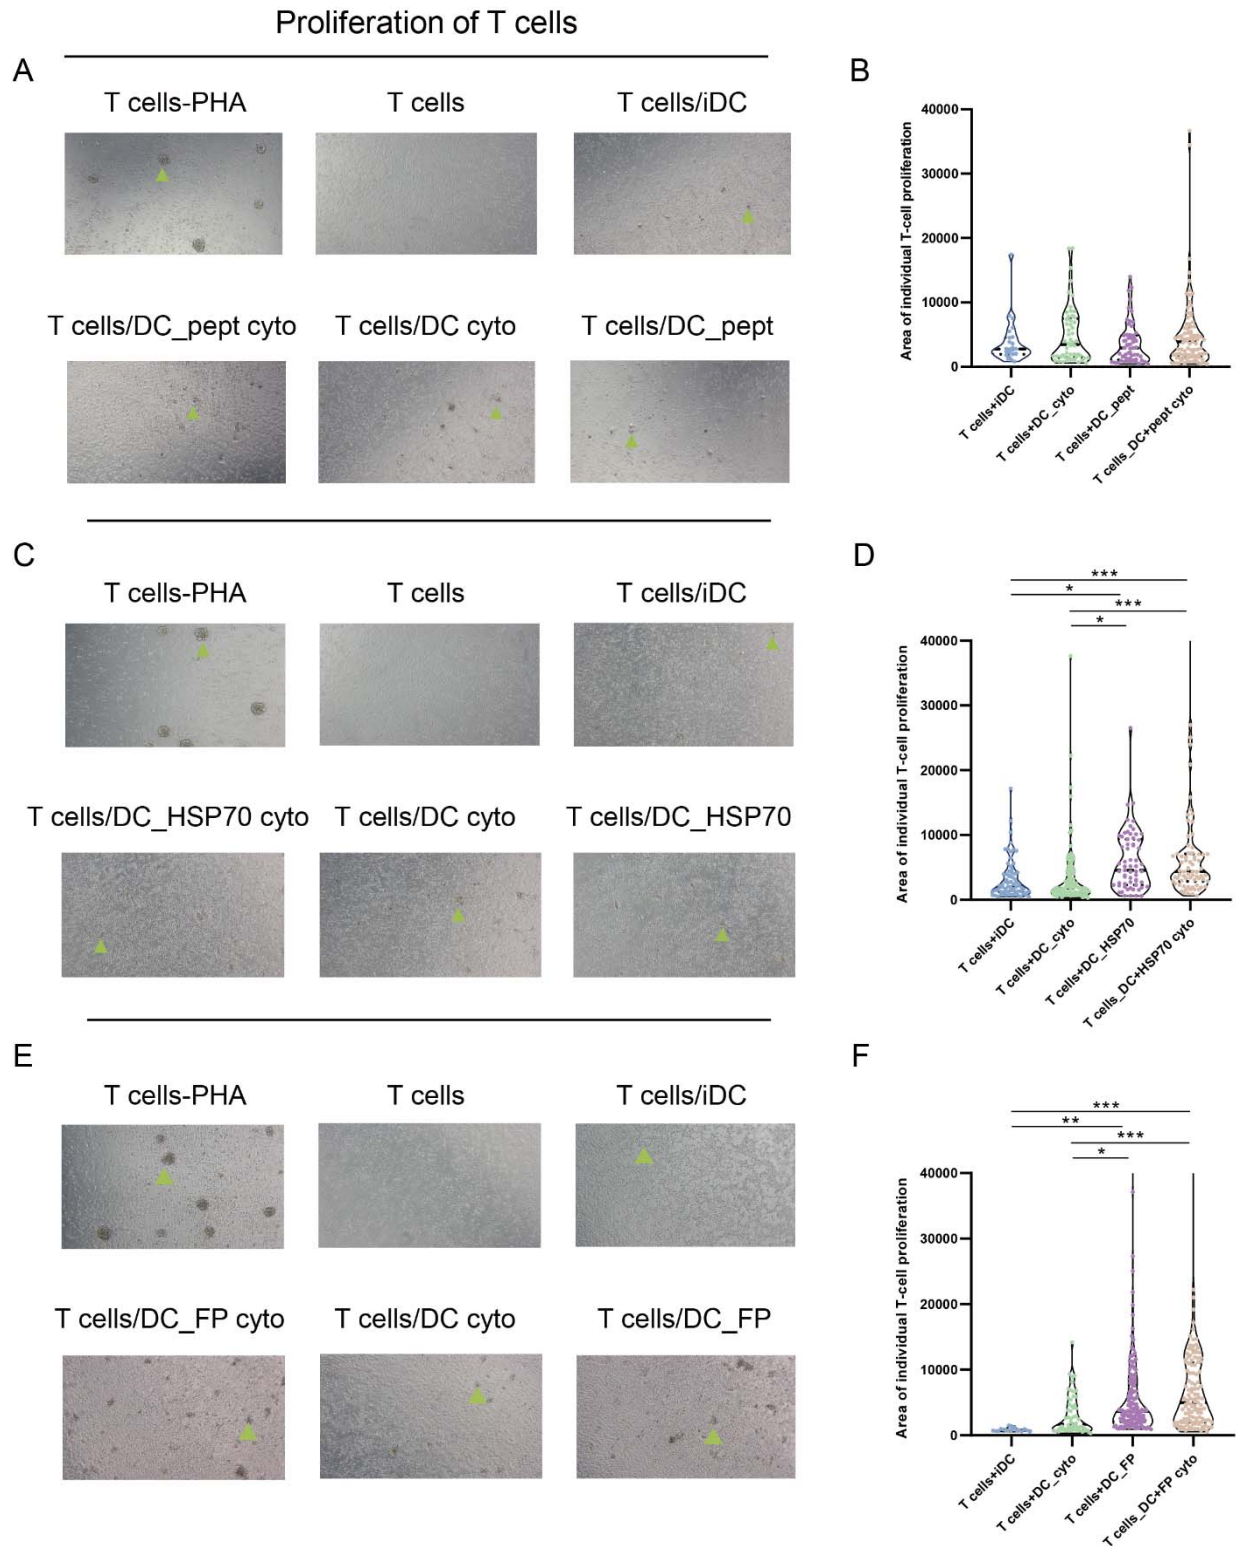 Proliferation of T cells
A
T cells-PHA
T cells
T cells/iDC
T cells/DC_pept cyto
T cells/DC cyto
T cells/DC_pept
B
Area of individual T-cell proliferation
40000
30000
20000
10000
0
T cells+iDC
T cells+DC_cyto
T cells+DC_pept
T cells_DC+pept cyto
C
T cells-PHA
T cells
T cells/iDC
T cells/DC_HSP70 cyto
T cells/DC cyto
T cells/DC_HSP70
D
***
*
***
*
Area of individual T-cell proliferation
40000
30000
20000
10000
0
T cells+iDC
T cells+DC_cyto
T cells+DC_HSP70
T cells_DC+HSP70 cyto
E
T cells-PHA
T cells
T cells/iDC
T cells/DC_FP cyto
T cells/DC cyto
T cells/DC_FP
F
***
**
***
*
Area of individual T-cell proliferation
40000
30000
20000
10000
0
T cells+iDC
T cells+DC_cyto
T cells+DC_FP
T cells_DC+FP cyto